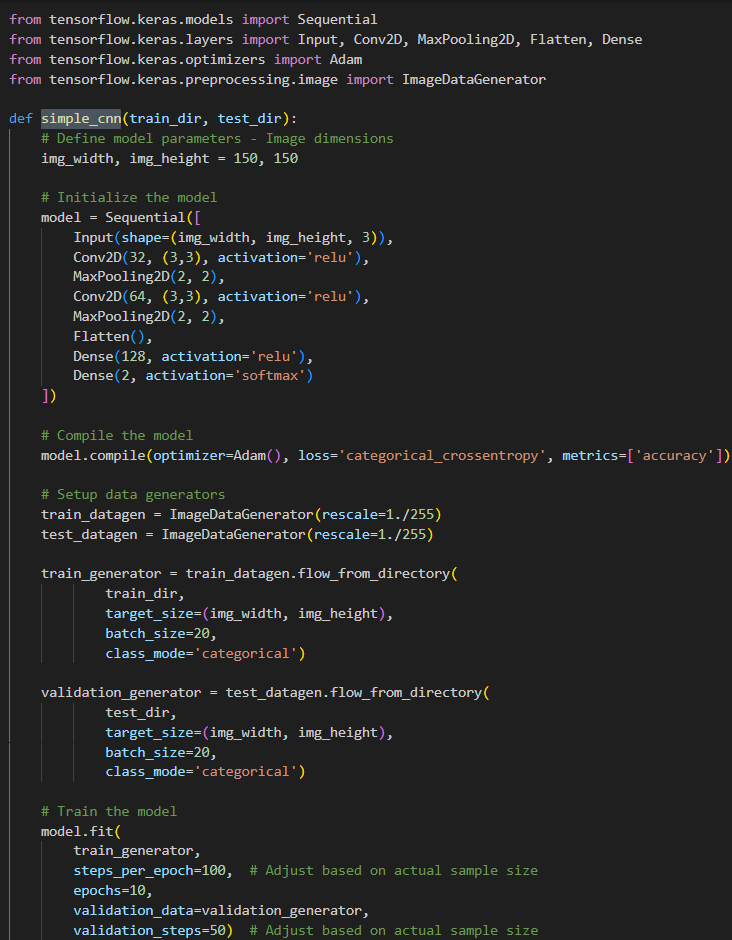 from tensorflow.keras.models import Sequential
from tensorflow.keras.layers import Input, Conv2D, MaxPooling2D, Flatten, Dense
from tensorflow.keras.optimizers import Adam
from tensorflow.keras.preprocessing.image import ImageDataGenerator

def simple_cnn(train_dir, test_dir):
    # Define model parameters - Image dimensions
    img_width, img_height = 150, 150

    # Initialize the model
    model = Sequential([
        Input(shape=(img_width, img_height, 3)),
        Conv2D(32, (3,3), activation='relu'),
        MaxPooling2D(2, 2),
        Conv2D(64, (3,3), activation='relu'),
        MaxPooling2D(2, 2),
        Flatten(),
        Dense(128, activation='relu'),
        Dense(2, activation='softmax')
    ])

    # Compile the model
    model.compile(optimizer=Adam(), loss='categorical_crossentropy', metrics=['accuracy'])

    # Setup data generators
    train_datagen = ImageDataGenerator(rescale=1./255)
    test_datagen = ImageDataGenerator(rescale=1./255)

    train_generator = train_datagen.flow_from_directory(
            train_dir,
            target_size=(img_width, img_height),
            batch_size=20,
            class_mode='categorical')

    validation_generator = test_datagen.flow_from_directory(
            test_dir,
            target_size=(img_width, img_height),
            batch_size=20,
            class_mode='categorical')

    # Train the model
    model.fit(
        train_generator,
        steps_per_epoch=100,  # Adjust based on actual sample size
        epochs=10,
        validation_data=validation_generator,
        validation_steps=50)  # Adjust based on actual sample size